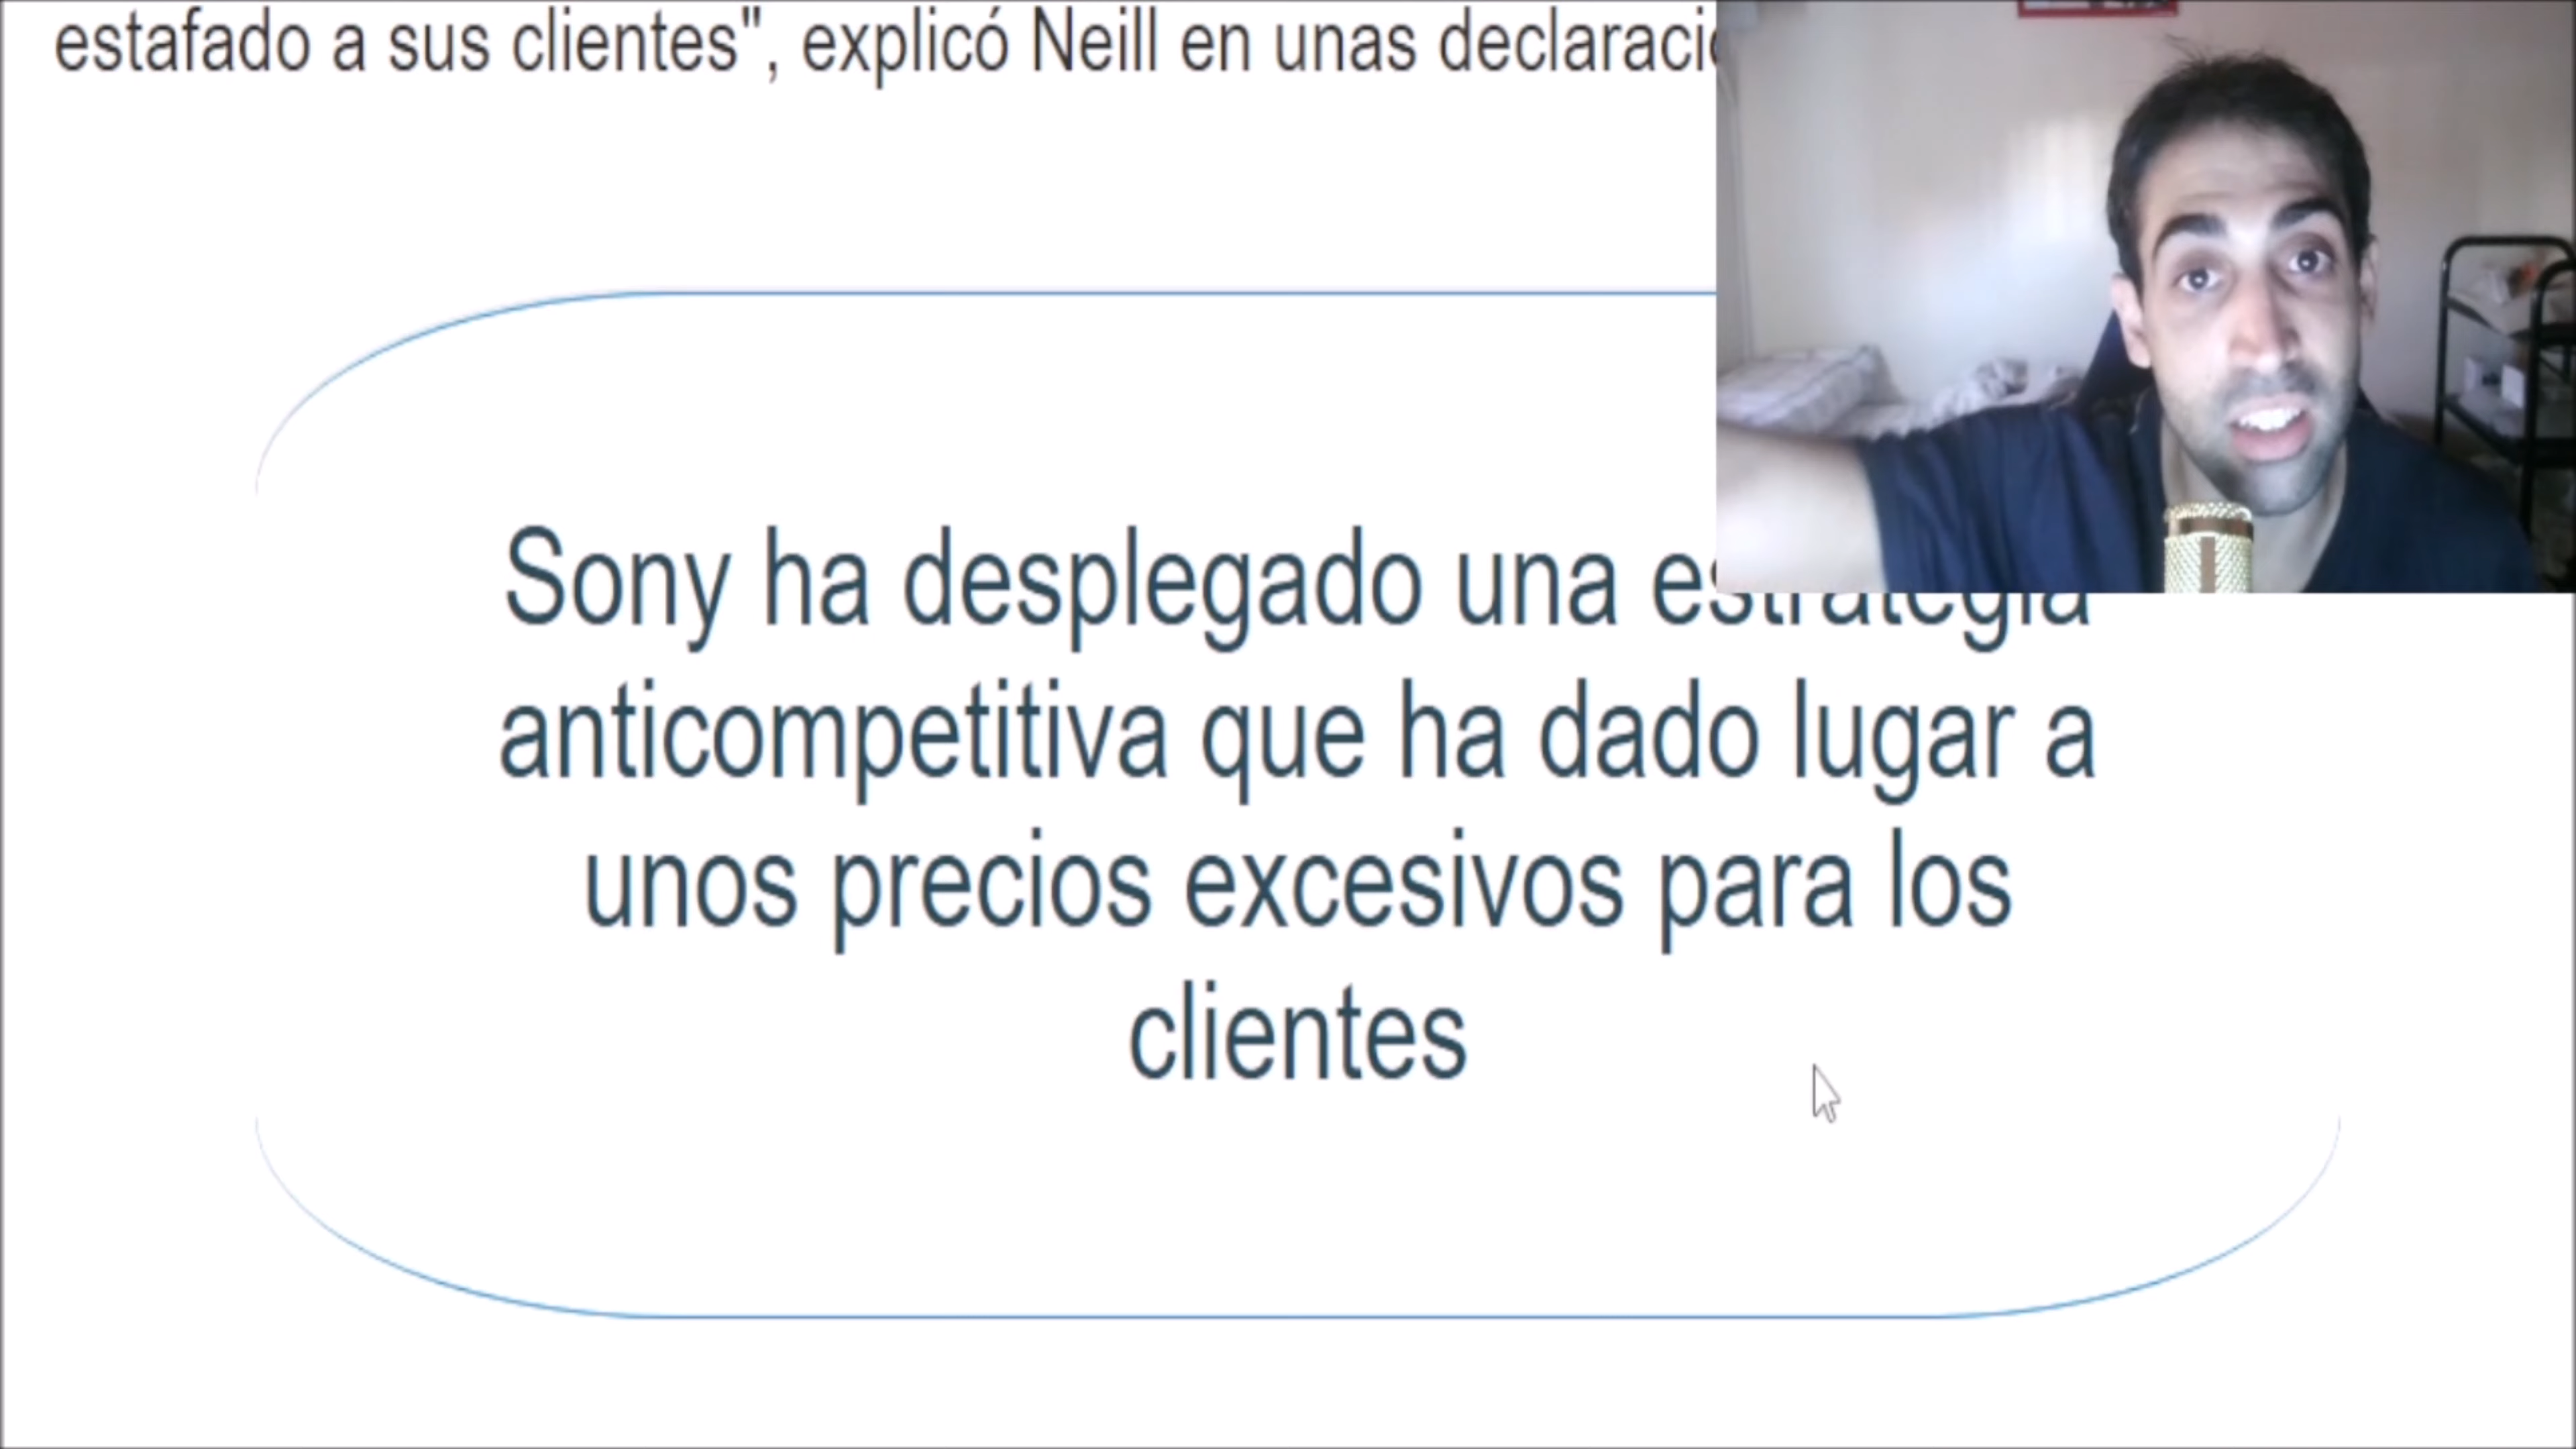 estafado a sus clientes", explicó Neill en unas
Sony ha desplegado una estrategia
anticompetitiva que ha dado lugar a
unos precios excesivos para los
clientes